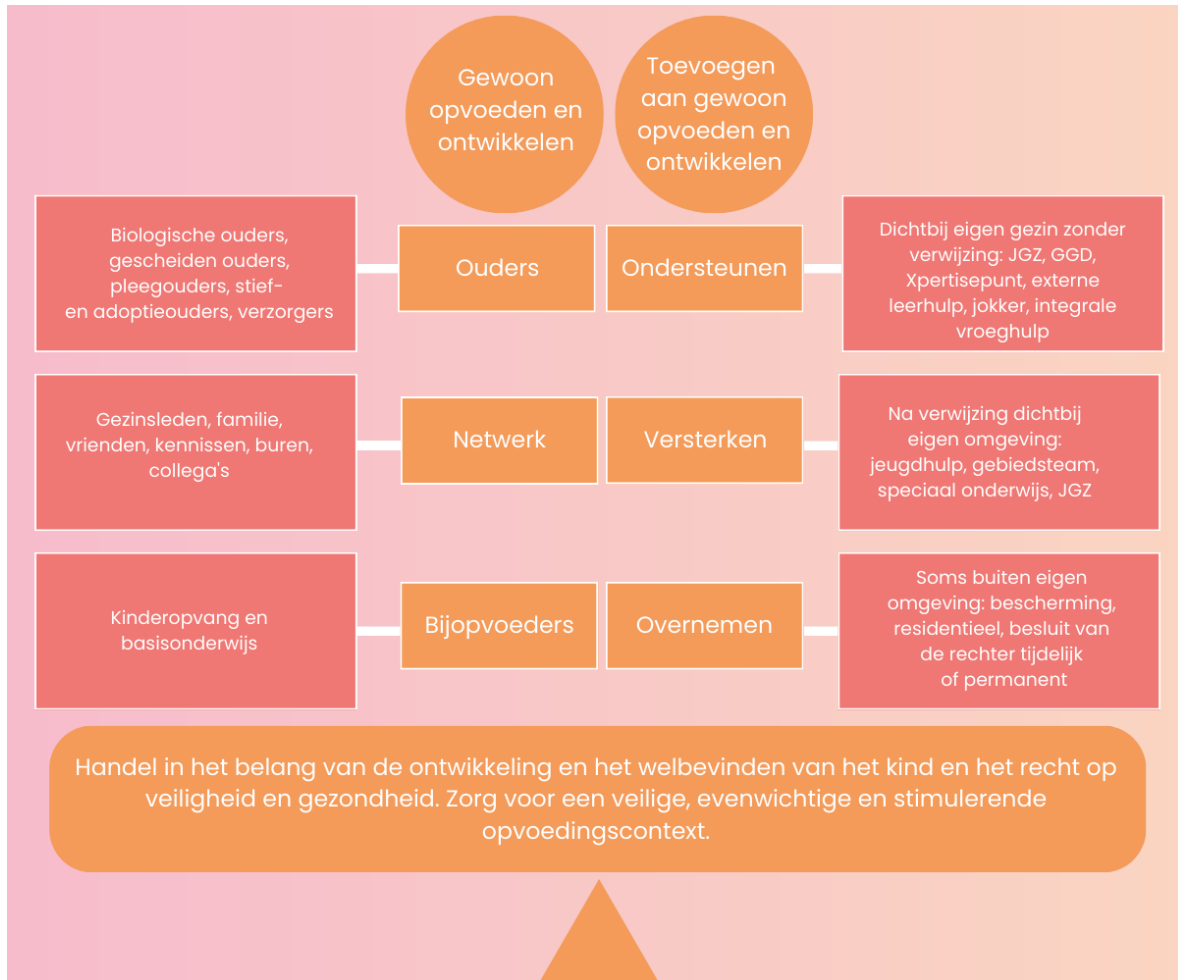 Gewoon
opvoeden en
ontwikkelen
Toevoegen
aan gewoon
opvoeden en
ontwikkelen
Biologische ouders,
gescheiden ouders,
pleegouders, stief-
en adoptieouders, verzorgers
Ouders
Ondersteunen
Dichtbij eigen gezin zonder
verwijzing: JGZ, GGD,
Xpertisepunt, externe
leerhulp, jokker, integrale
vroeghulp
Gezinsleden, familie,
vrienden, kennissen, buren,
collega's
Netwerk
Versterken
Na verwijzing dichtbij
eigen omgeving:
jeugdhulp, gebiedsteam,
speciaal onderwijs, JGZ
Kinderopvang en
basisonderwijs
Bijopvoeders
Overnemen
Soms buiten eigen
omgeving: bescherming,
residentieel, besluit van
de rechter tijdelijk
of permanent
Handel in het belang van de ontwikkeling en het welbevinden van het kind en het recht op
veiligheid en gezondheid. Zorg voor een veilige, evenwichtige en stimulerende
opvoedingscontext.